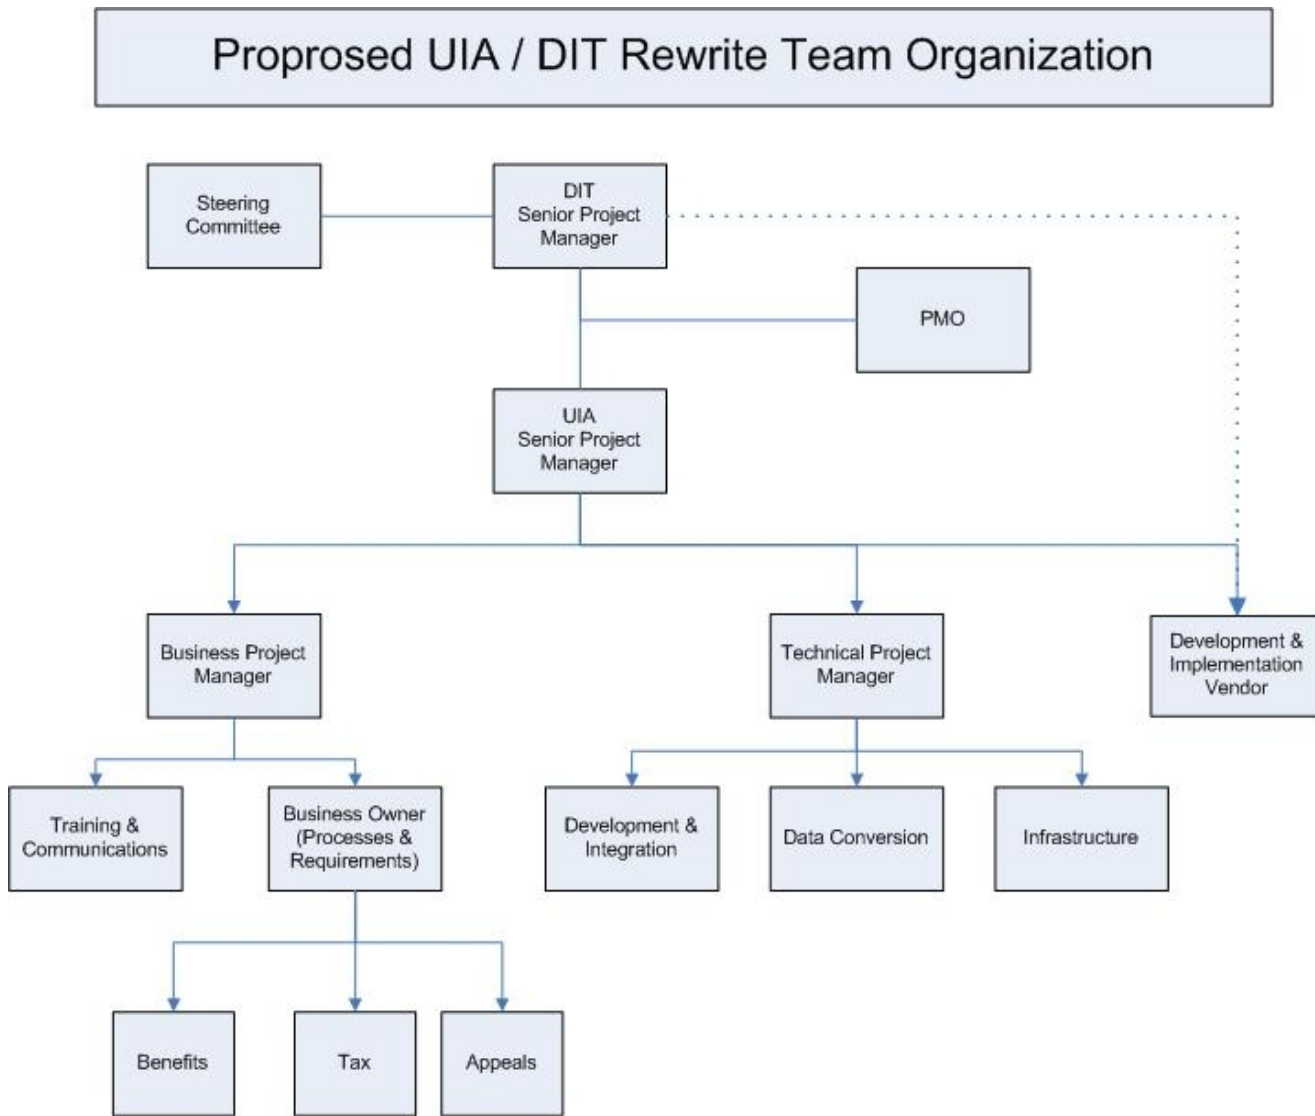 Proprosed UIA / DIT Rewrite Team Organization
Steering
Committee
DIT
Senior Project
Manager
PMO
UIA
Senior Project
Manager
Business Project
Manager
Technical Project
Manager
Development &
Implementation
Vendor
Training &
Communications
Business Owner
(Processes &
Requirements)
Development &
Integration
Data Conversion
Infrastructure
Benefits
Tax
Appeals